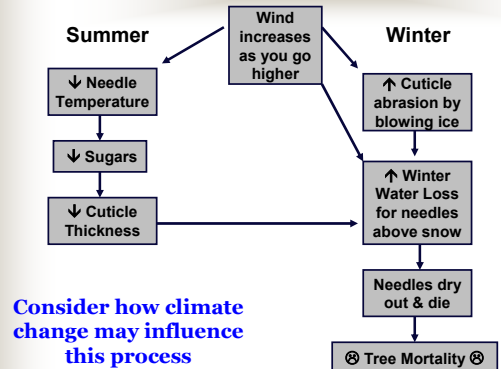 Summer
Wind
increases
as you go
higher
Winter
↓ Needle
Temperature
↓ Sugars
↓ Cuticle
Thickness
↑ Cuticle
abrasion by
blowing ice
↑ Winter
Water Loss
for needles
above snow
Needles dry
out & die
☹ Tree Mortality ☹
Consider how climate
change may influence
this process